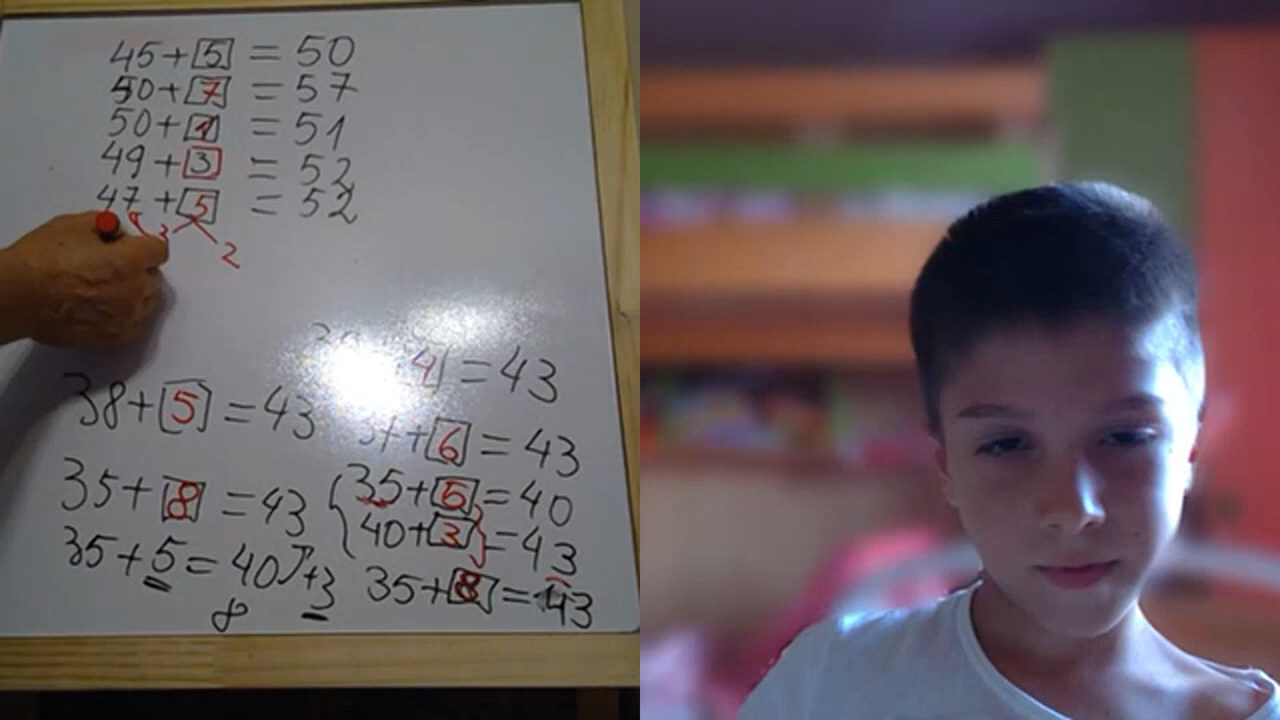 45+5 = 50
50+7 = 57
50+1 = 51
49+3 = 52
47+5 = 52
3 2
4 = 43
38+5 = 43
+6 = 43
35+8 = 43
35+5 = 40
40+3 = 43
35+5 = 40 +3
8
35+8 = 43